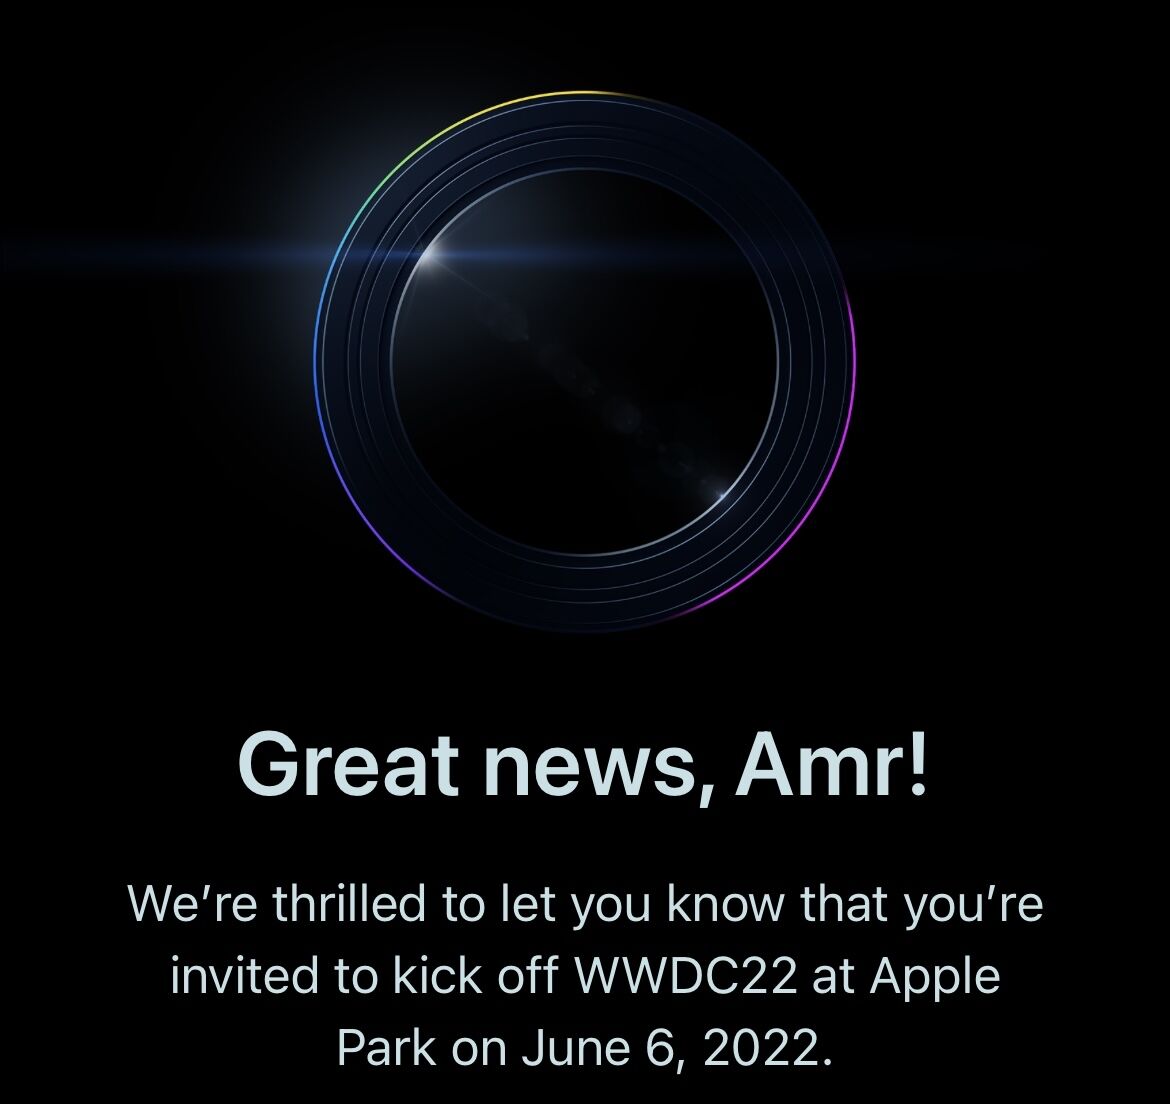 Great news, Amr!
We’re thrilled to let you know that you’re
invited to kick off WWDC22 at Apple
Park on June 6, 2022.